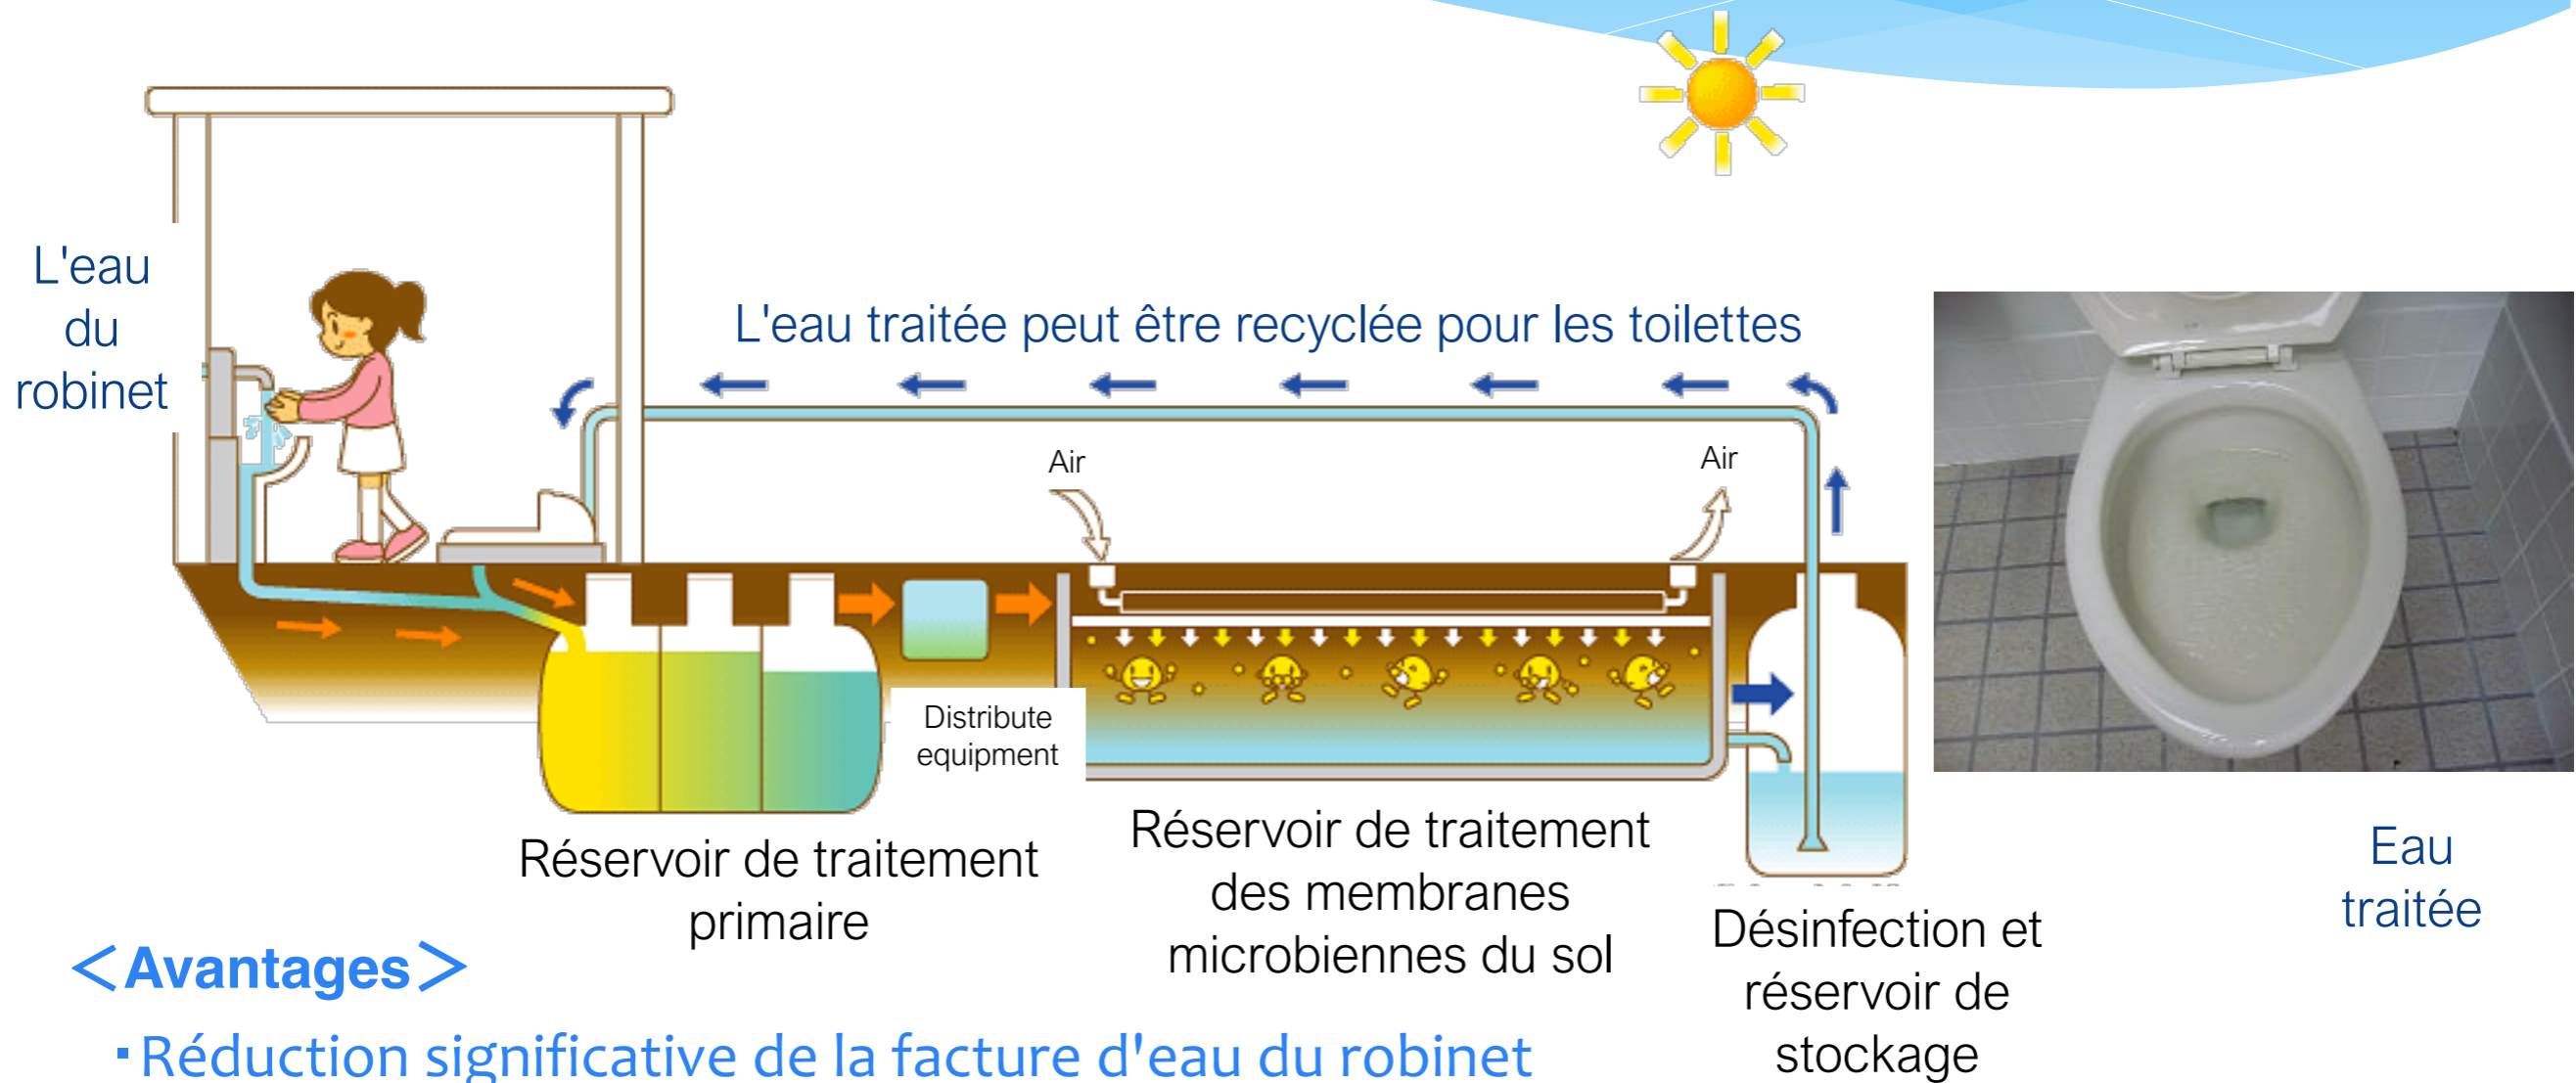 L'eau
du
robinet
L'eau traitée peut être recyclée pour les toilettes
Air
Air
Distribute
equipment
Réservoir de traitement
primaire
Réservoir de traitement
des membranes
microbiennes du sol
Désinfection et
réservoir de
stockage
Eau
traitée
＜Avantages＞
・Réduction significative de la facture d'eau du robinet